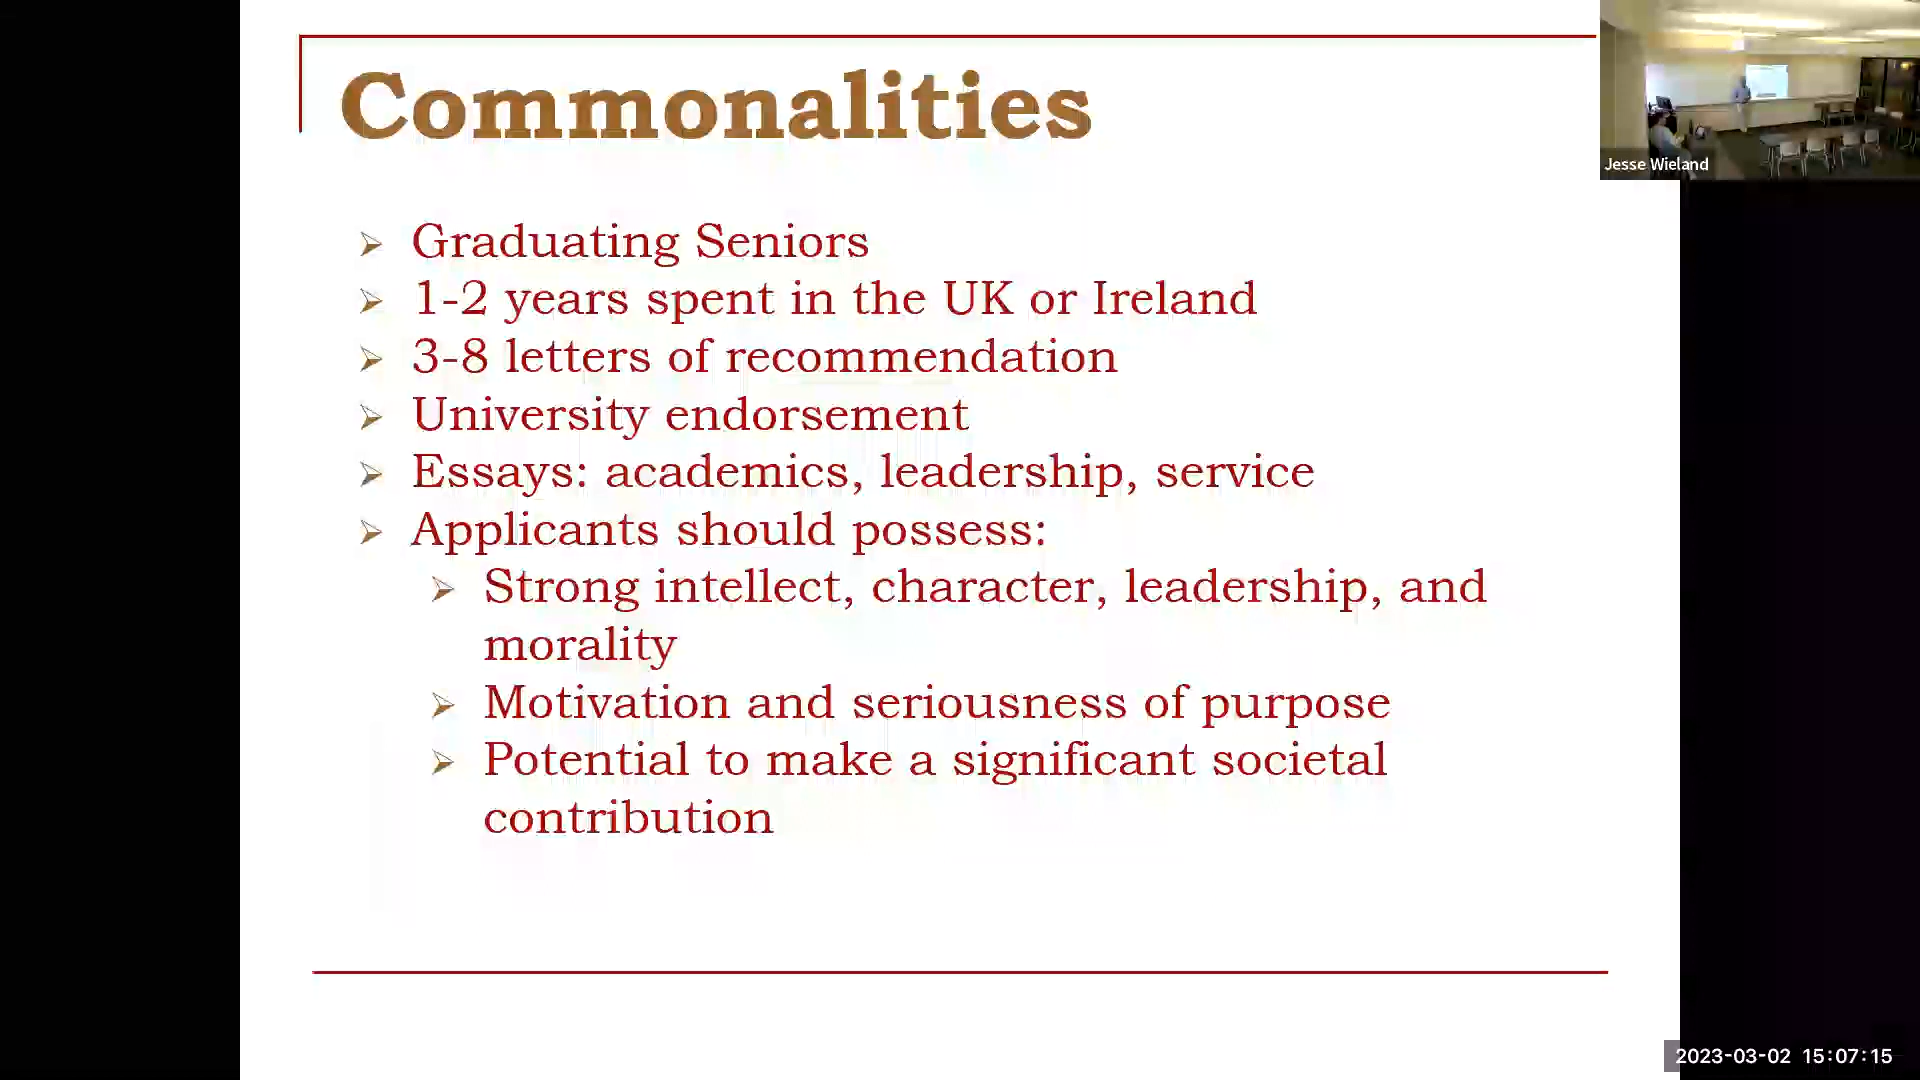 Commonalities
Graduating Seniors
1-2 years spent in the UK or Ireland
3-8 letters of recommendation
University endorsement
Essays: academics, leadership, service
Applicants should possess:
Strong intellect, character, leadership, and
morality
Motivation and seriousness of purpose
Potential to make a significant societal
contribution
Jesse Wieland
2023-03-02 15:07:15